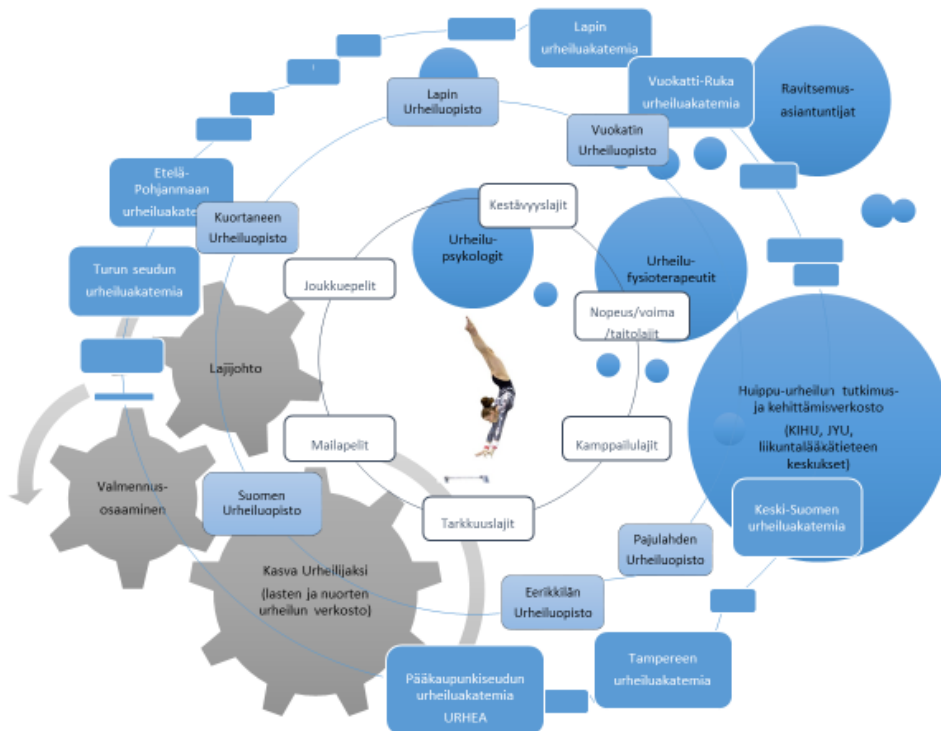 Lapin
urheiluakatemia
Vuokatti-Ruka
urheiluakatemia
Ravitsemus-
asiantuntijat
Lapin
Urheiluopisto
Vuokatin
Urheiluopisto
Etelä-
Pohjanmaan
urheiluakate
Kuortaneen
Urheiluopisto
Kestävyyslajit
Urheilu-
psykologit
Urheilu-
fysioterapeutit
Turun seudun
urheiluakatemia
Joukkuepelit
Nopeus/voima
/taitolajit
Lajijohto
Huippu-urheilun tutkimus-
ja kehittämisverkosto
(KIHU, JYU,
liikuntalääkätieteen
keskukset)
Mailapelit
Kamppailulajit
Valmennus-
osaaminen
Suomen
Urheiluopisto
Tarkkuuslajit
Keski-Suomen
urheiluakatemia
Pajulahden
Urheiluopisto
Kasva Urheilijaksi
(lasten ja nuorten
urheilun verkosto)
Eerikkilän
Urheiluopisto
Tampereen
urheiluakatemia
Pääkaupunkiseudun
urheiluakatemia
URHEA